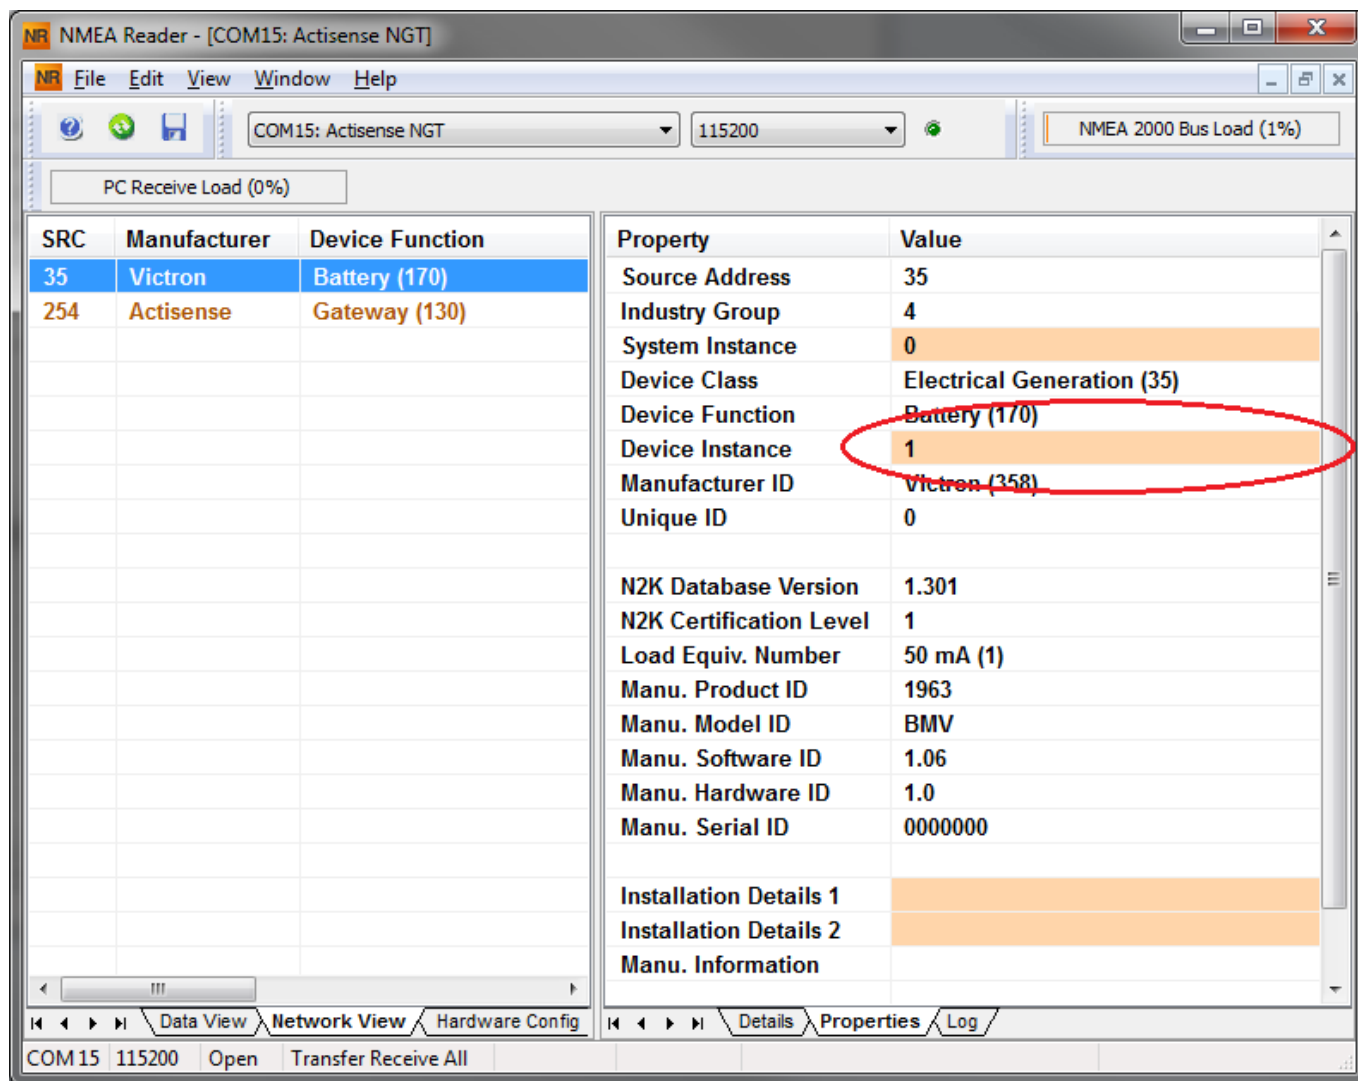 NR NMEA Reader - [COM15: Actisense NGT]
NR File Edit View Window Help
COM15: Actisense NGT 115200 NMEA 2000 Bus Load (1%)
PC Receive Load (0%)
SRC Manufacturer Device Function
35 Victron Battery (170)
254 Actisense Gateway (130)
Property Value
Source Address 35
Industry Group 4
System Instance 0
Device Class Electrical Generation (35)
Device Function Battery (170)
Device Instance 1
Manufacturer ID Victron (358)
Unique ID 0
N2K Database Version 1.301
N2K Certification Level 1
Load Equiv. Number 50 mA (1)
Manu. Product ID 1963
Manu. Model ID BMV
Manu. Software ID 1.06
Manu. Hardware ID 1.0
Manu. Serial ID 0000000
Installation Details 1
Installation Details 2
Manu. Information
Data View Network View Hardware Config
Details Properties Log
COM 15 115200 Open Transfer Receive All